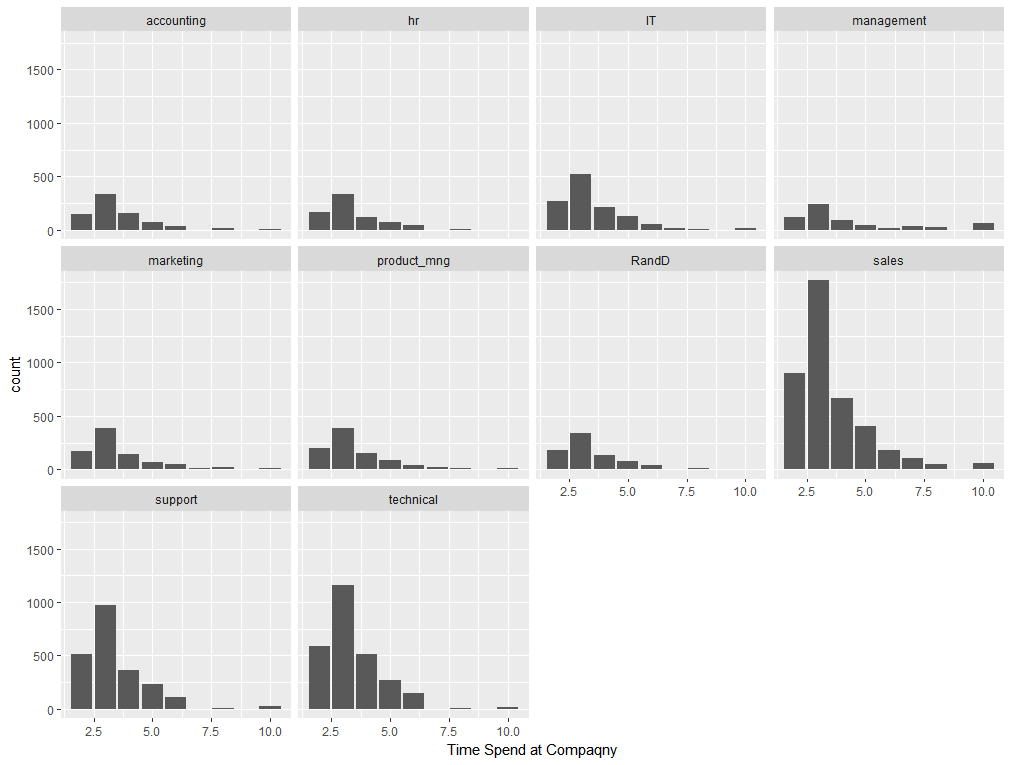 accounting hr IT management
1500
1000
500
0
marketing product_mng RandD sales
1500
1000
500
0
2.5 5.0 7.5 10.0 2.5 5.0 7.5 10.0
support technical
1500
1000
500
0
2.5 5.0 7.5 10.0 2.5 5.0 7.5 10.0
count
Time Spend at Compaqny